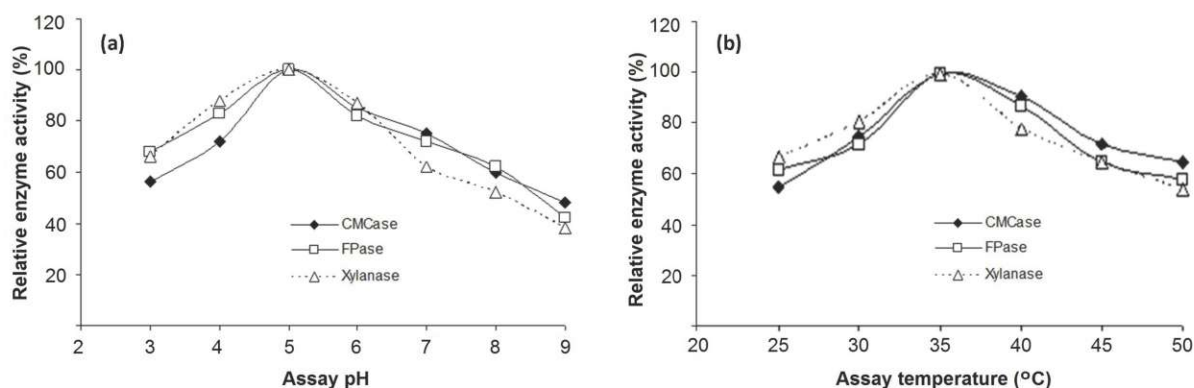 (a)
Relative enzyme activity (%)
120
100
80
60
40
20
CMCase
FPase
Xylanase
2 3 4 5 6 7 8 9
Assay pH
(b)
Relative enzyme activity (%)
120
100
80
60
40
20
CMCase
FPase
Xylanase
20 25 30 35 40 45 50
Assay temperature (°C)